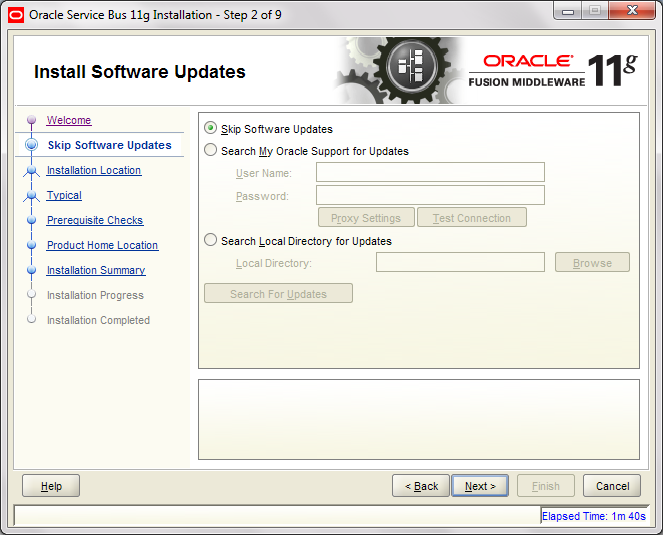 Oracle Service Bus 11g Installation - Step 2 of 9
Install Software Updates
ORACLE
FUSION MIDDLEWARE 11g
Welcome
Skip Software Updates
Installation Location
Typical
Prerequisite Checks
Product Home Location
Installation Summary
Installation Progress
Installation Completed
Skip Software Updates
Search My Oracle Support for Updates
User Name:
Password:
Proxy Settings Test Connection
Search Local Directory for Updates
Local Directory: Browse
Search For Updates
Help < Back Next > Finish Cancel
Elapsed Time: 1m 40s